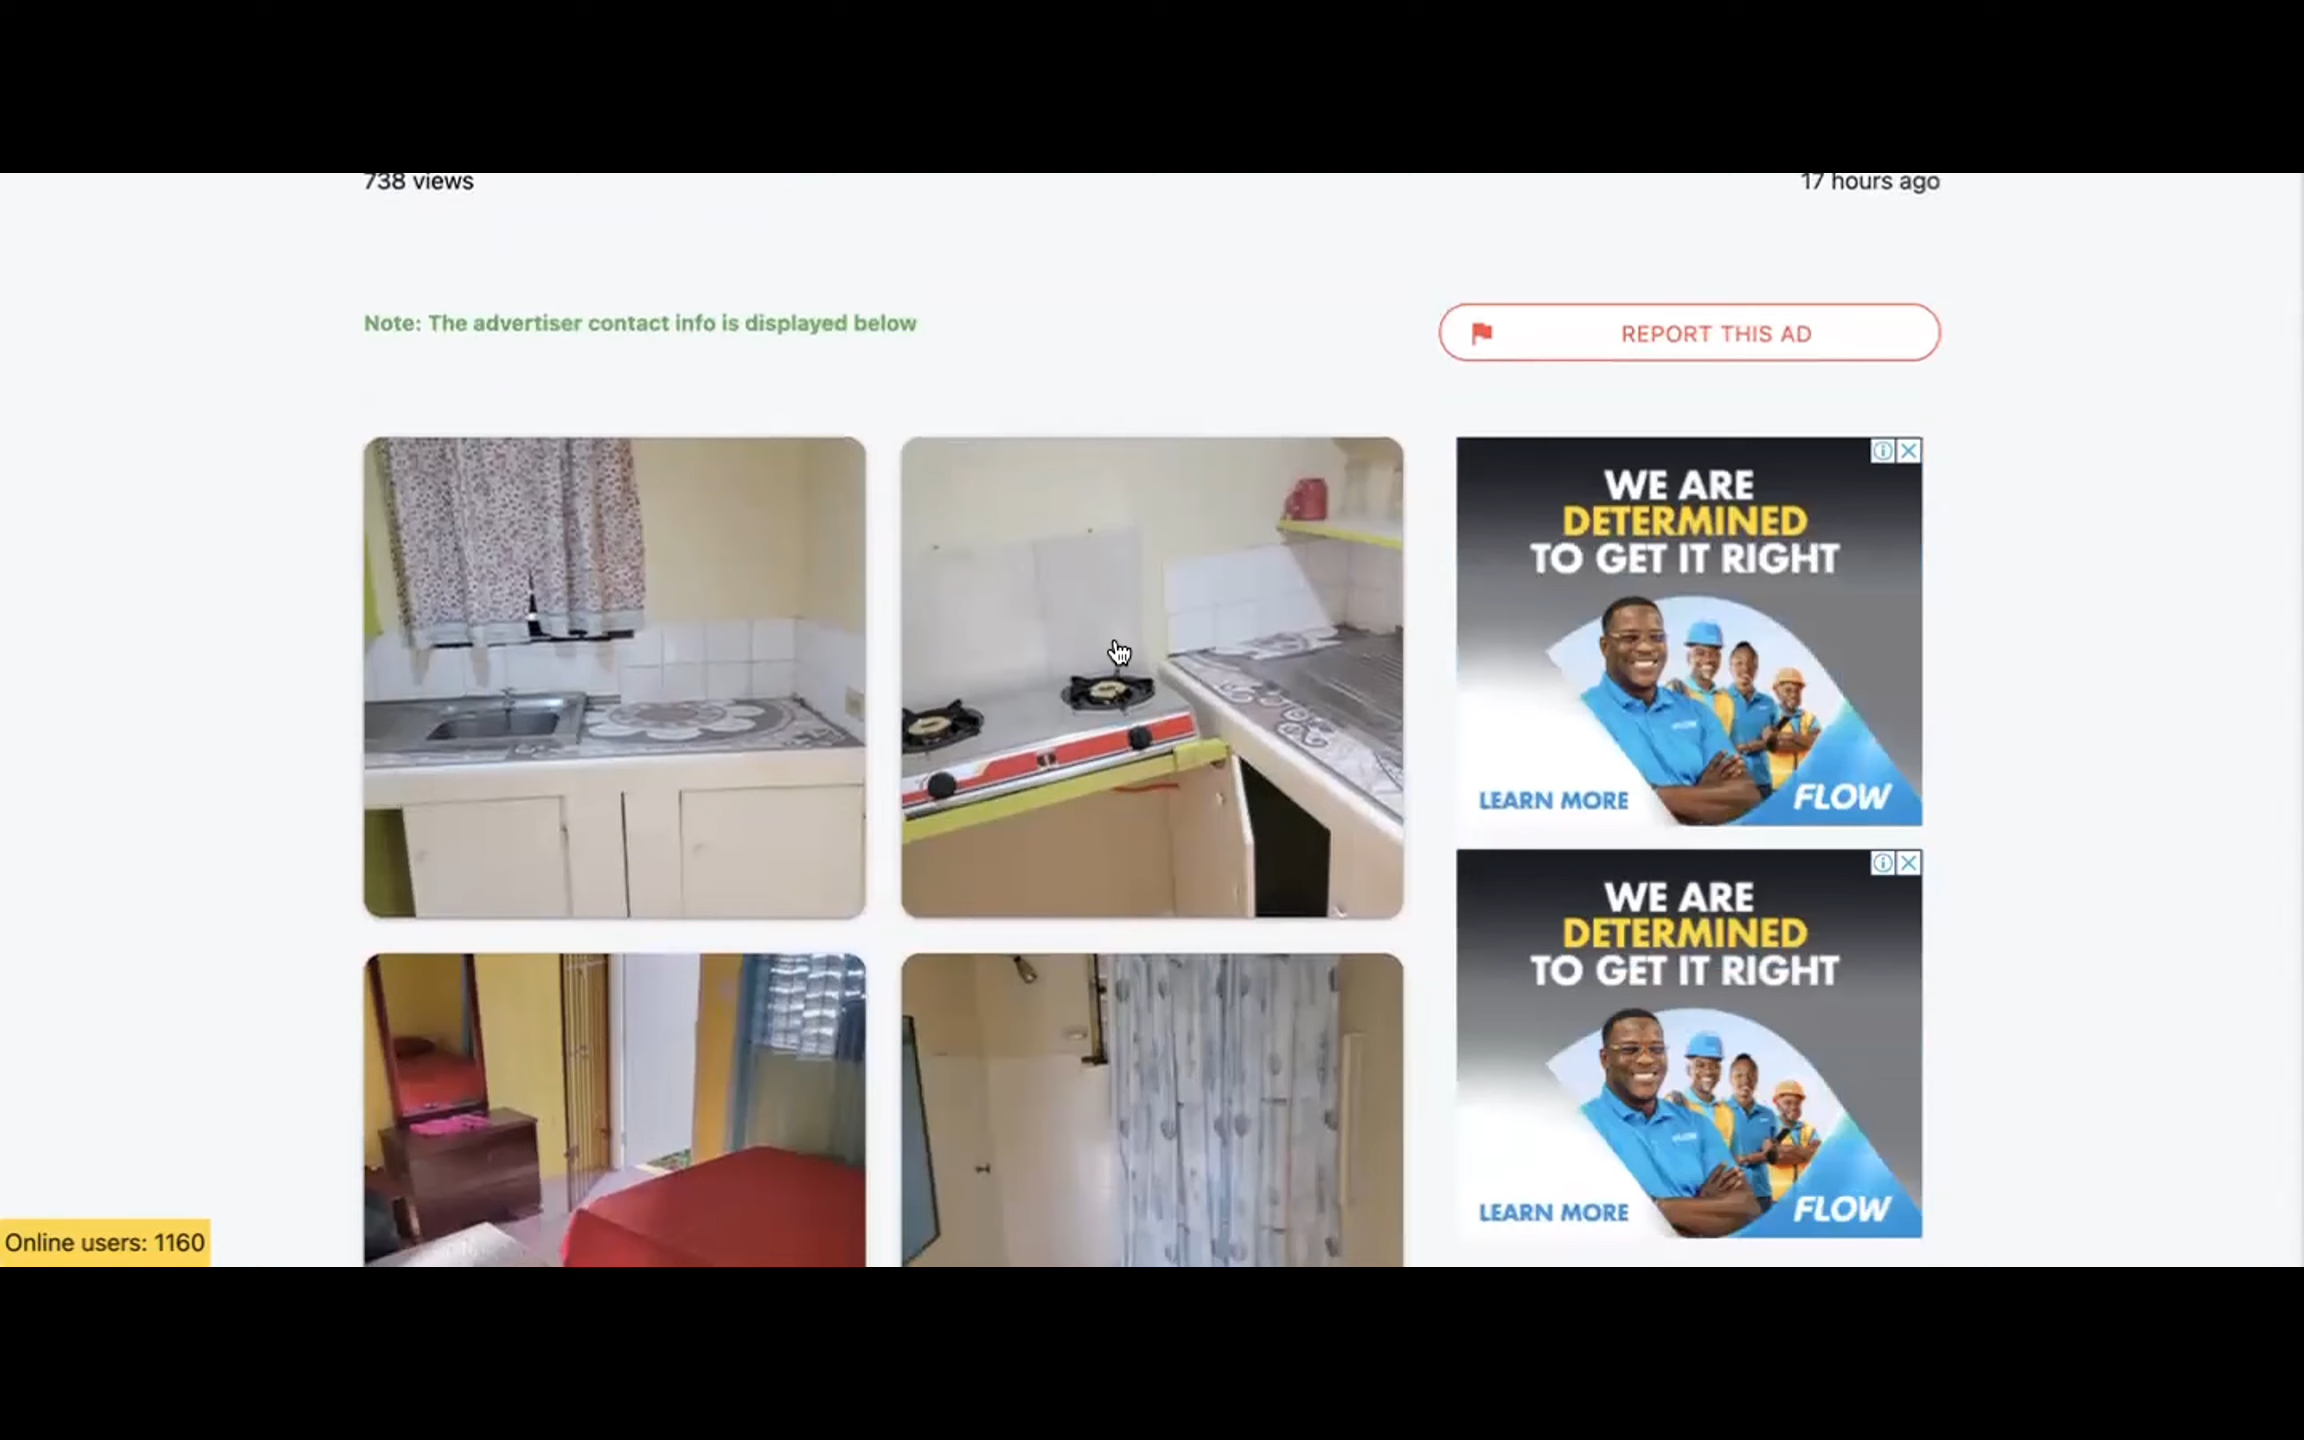 738 views
17 hours ago
Note: The advertiser contact info is displayed below
REPORT THIS AD
WE ARE
DETERMINED
TO GET IT RIGHT
LEARN MORE
FLOW
WE ARE
DETERMINED
TO GET IT RIGHT
LEARN MORE
FLOW
Online users: 1160